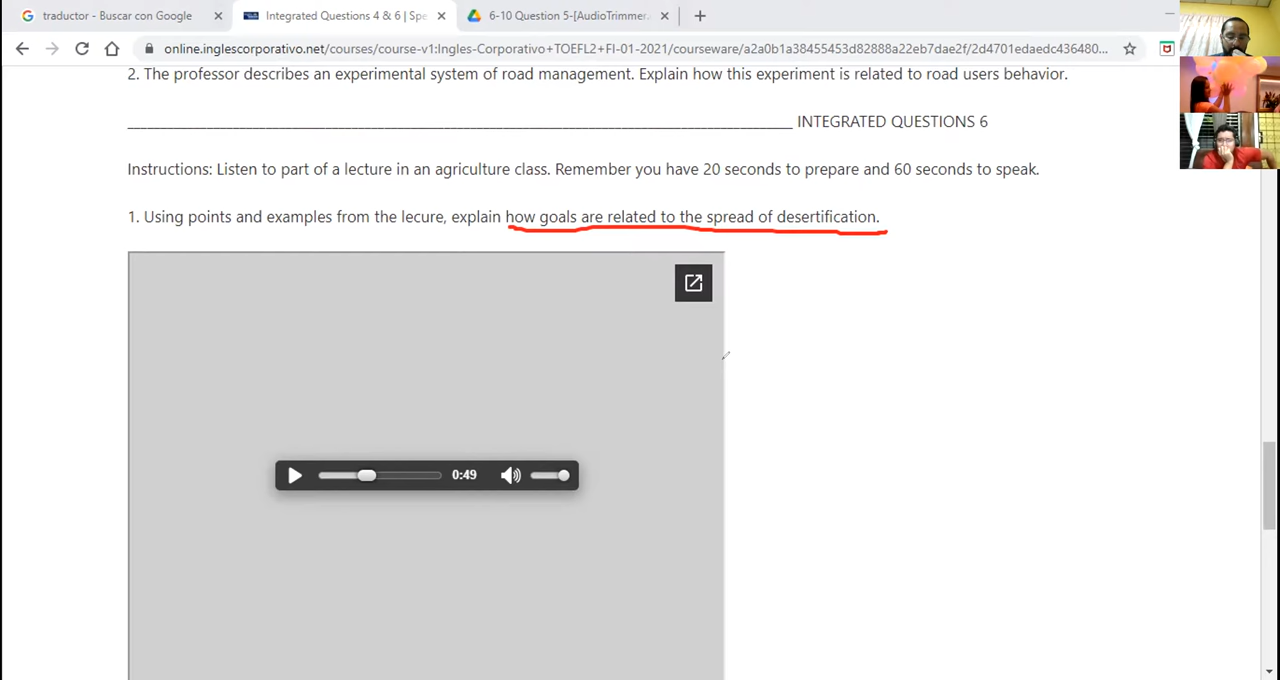 traductor - Buscar con Google
Integrated Questions 4 & 6 | Spe
6-10 Question 5-[AudioTrimmer.
online.inglescorporativo.net/courses/course-v1:Ingles-Corporativo+TOEFL2+FI-01-2021/courseware/a2a0b1a38455453d82888a22eb7dae2f/2d4701edaedc436480...
2. The professor describes an experimental system of road management. Explain how this experiment is related to road users behavior.
INTEGRATED QUESTIONS 6
Instructions: Listen to part of a lecture in an agriculture class. Remember you have 20 seconds to prepare and 60 seconds to speak.
1. Using points and examples from the lecure, explain how goals are related to the spread of desertification.
0:49